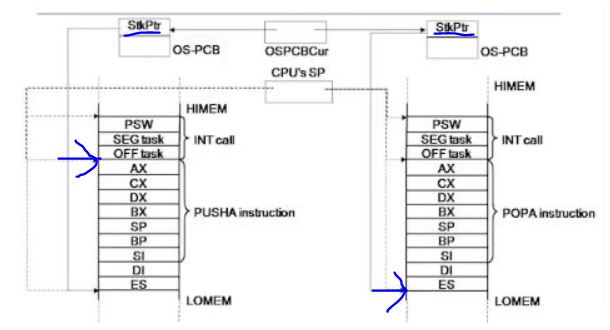 StkPtr
StkPtr
OS-PCB
OSPCBCur
OS-PCB
CPU's SP
HIMEM
HIMEM
PSW
SEG task
OFF task
INT call
AX
CX
DX
BX
SP
BP
SI
DI
ES
PUSHA instruction
LOMEM
PSW
SEG task
OFF task
INT call
AX
CX
DX
BX
SP
BP
SI
DI
ES
POPA instruction
LOMEM